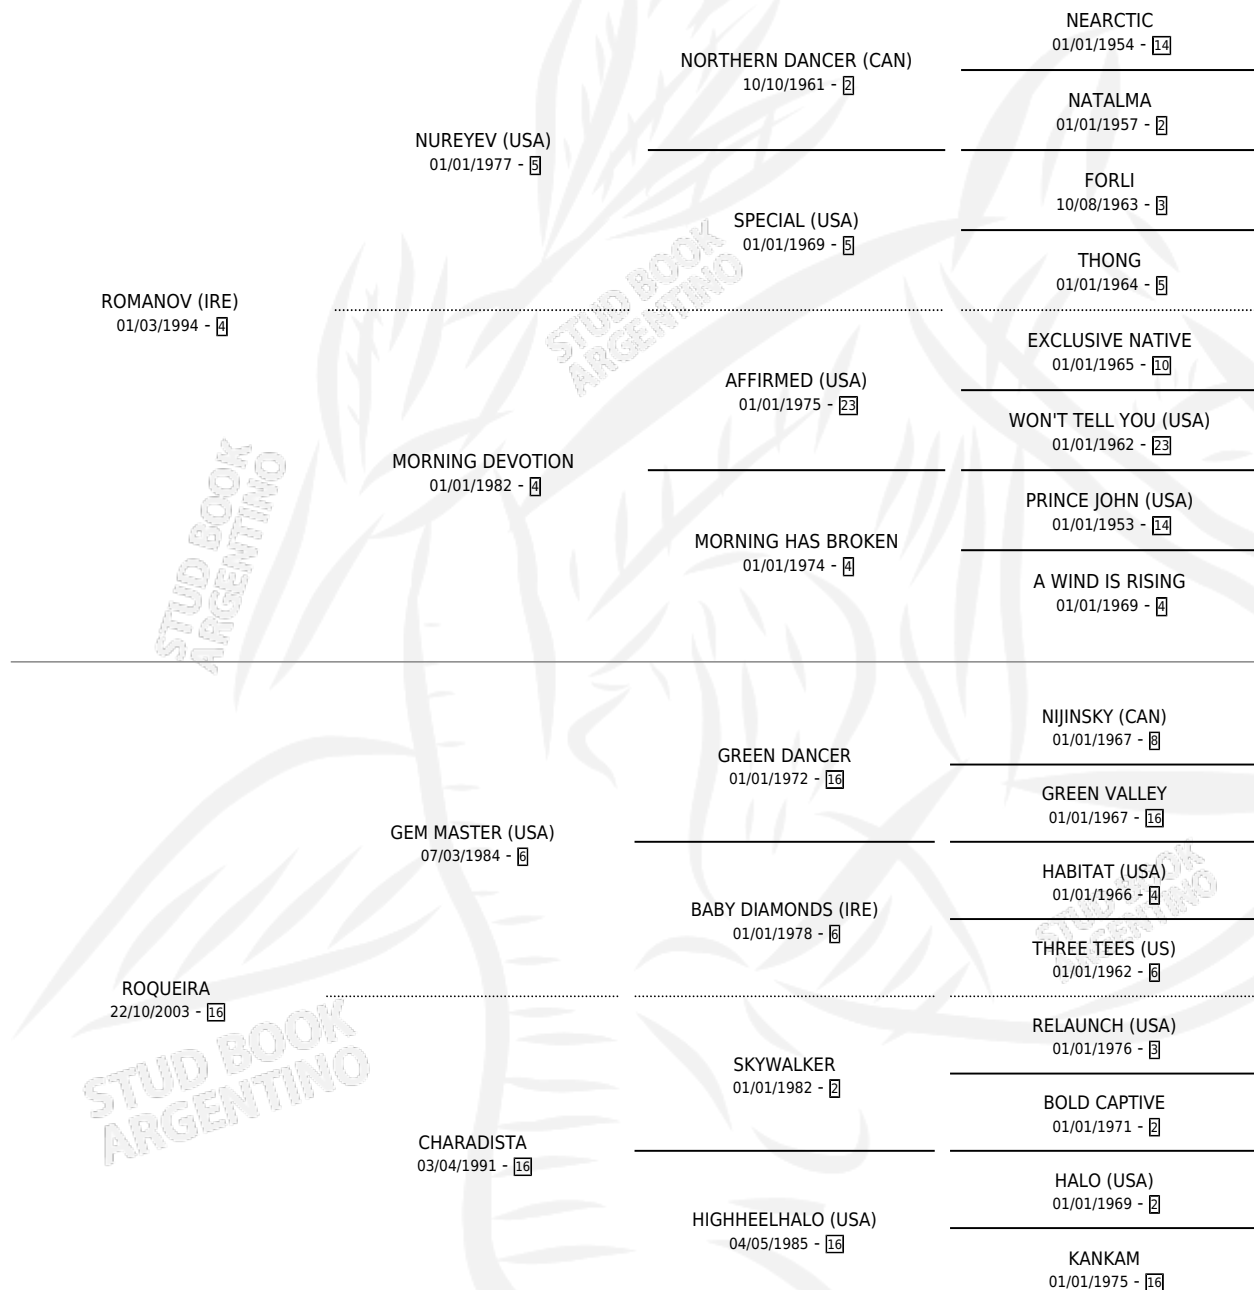 NEARCTIC
01/01/1954 - 14
NORTHERN DANCER (CAN)
10/10/1961 - 2
NATALMA
01/01/1957 - 2
NUREYEV (USA)
01/01/1977 - 5
FORLI
10/08/1963 - 3
SPECIAL (USA)
01/01/1969 - 5
THONG
01/01/1964 - 5
ROMANOV (IRE)
01/03/1994 - 4
EXCLUSIVE NATIVE
01/01/1965 - 10
AFFIRMED (USA)
01/01/1975 - 23
WON'T TELL YOU (USA)
01/01/1962 - 23
MORNING DEVOTION
01/01/1982 - 4
PRINCE JOHN (USA)
01/01/1953 - 14
MORNING HAS BROKEN
01/01/1974 - 4
A WIND IS RISING
01/01/1969 - 4
NIJINSKY (CAN)
01/01/1967 - 8
GREEN DANCER
01/01/1972 - 16
GREEN VALLEY
01/01/1967 - 16
GEM MASTER (USA)
07/03/1984 - 6
HABITAT (USA)
01/01/1966 - 4
BABY DIAMONDS (IRE)
01/01/1978 - 6
THREE TEES (US)
01/01/1962 - 6
ROQUEIRA
22/10/2003 - 16
RELAUNCH (USA)
01/01/1976 - 3
SKYWALKER
01/01/1982 - 2
BOLD CAPTIVE
01/01/1971 - 2
CHARADISTA
03/04/1991 - 16
HALO (USA)
01/01/1969 - 2
HIGHHEELHALO (USA)
04/05/1985 - 16
KANKAM
01/01/1975 - 16
STUD BOOK
ARGENTINO
STUD BOOK
ARGENTINO
STUD BOOK
ARGENTINO
STUD BOOK
ARGENTINO